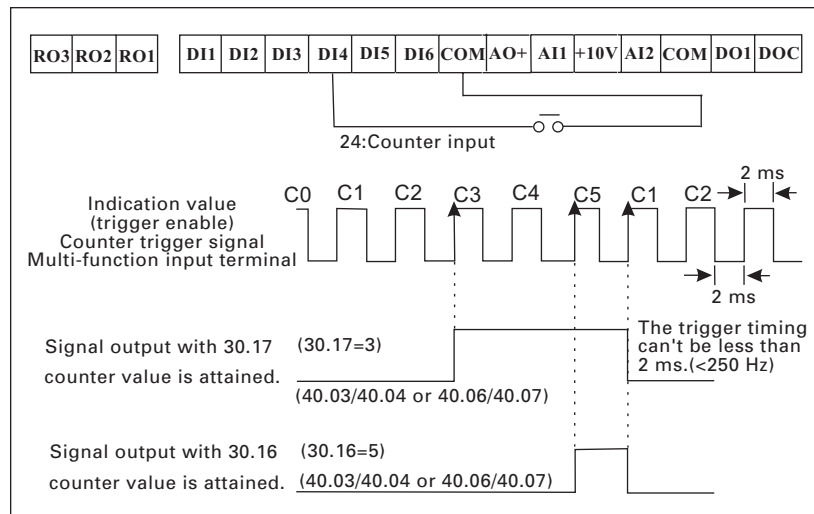 RO3 RO2 RO1 DI1 DI2 DI3 DI4 DI5 DI6 COM AO+ AI1 +10V AI2 COM DO1 DOC
24:Counter input
2 ms
C0 C1 C2 C3 C4 C5 C1 C2
Indication value
(trigger enable)
Counter trigger signal
Multi-function input terminal
2 ms
The trigger timing
can't be less than
2 ms.(<250 Hz)
Signal output with 30.17 (30.17=3)
counter value is attained.
(40.03/40.04 or 40.06/40.07)
Signal output with 30.16 (30.16=5)
counter value is attained. (40.03/40.04 or 40.06/40.07)